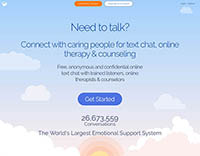 Need to talk?
Connect with caring people for text chat, online
therapy & counseling
Free, anonymous and confidential online
text chat with trained listeners, online
therapists & counselors
Get Started
26,673,559
Conversations
The World's Largest Emotional Support System